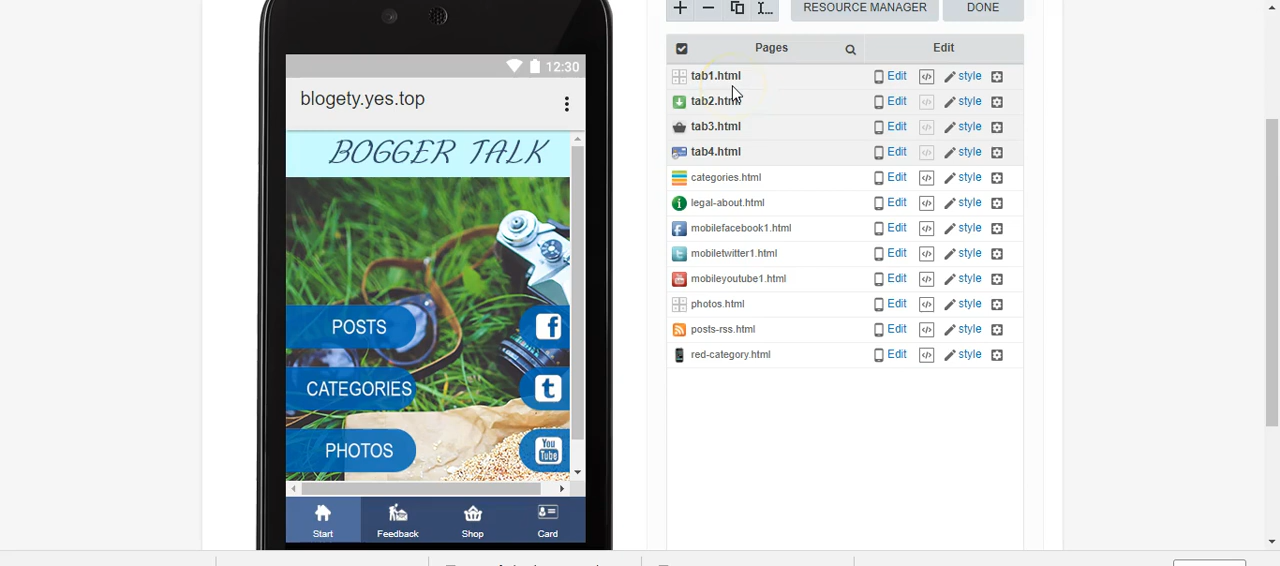 RESOURCE MANAGER
DONE
Pages
Edit
12:30
blogety.yes.top
BOGGER TALK
POSTS
f
CATEGORIES
t
PHOTOS
You
Tube
Start
Feedback
Shop
Card
tab1.html Edit style
tab2.html Edit style
tab3.html Edit style
tab4.html Edit style
categories.html Edit style
legal-about.html Edit style
mobilefacebook1.html Edit style
mobiletwitter1.html Edit style
mobileyoutube1.html Edit style
photos.html Edit style
posts-rss.html Edit style
red-category.html Edit style